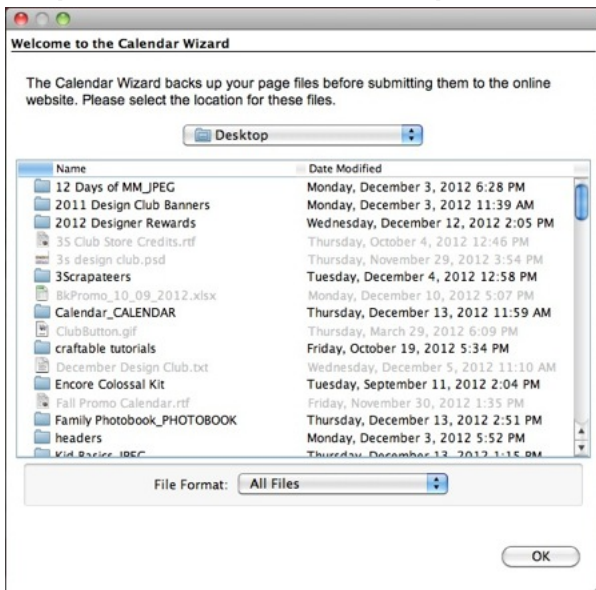 Welcome to the Calendar Wizard
The Calendar Wizard backs up your page files before submitting them to the online
website. Please select the location for these files.
Desktop
Name Date Modified
12 Days of MM_JPEG Monday, December 3, 2012 6:28 PM
2011 Design Club Banners Monday, December 3, 2012 11:39 AM
2012 Designer Rewards Wednesday, December 12, 2012 2:05 PM
3S Club Store Credits.rtf Thursday, October 4, 2012 12:46 PM
3s design club.psd Thursday, November 29, 2012 3:54 PM
3Scrapateers Tuesday, December 4, 2012 12:58 PM
BkPromo_10_09_2012.xlsx Monday, December 10, 2012 5:07 PM
Calendar_CALENDAR Thursday, December 13, 2012 11:59 AM
ClubButton.gif Thursday, March 29, 2012 6:09 PM
craftable tutorials Friday, October 19, 2012 5:34 PM
December Design Club.txt Wednesday, December 5, 2012 11:10 AM
Encore Colossal Kit Tuesday, September 11, 2012 2:04 PM
Fall Promo Calendar.rtf Friday, November 30, 2012 1:35 PM
Family Photobook_PHOTOBOOK Thursday, December 13, 2012 2:51 PM
headers Monday, December 3, 2012 5:52 PM
Kid Basics_JPEG Thursday, December 13, 2012 1:15 PM
File Format: All Files
OK